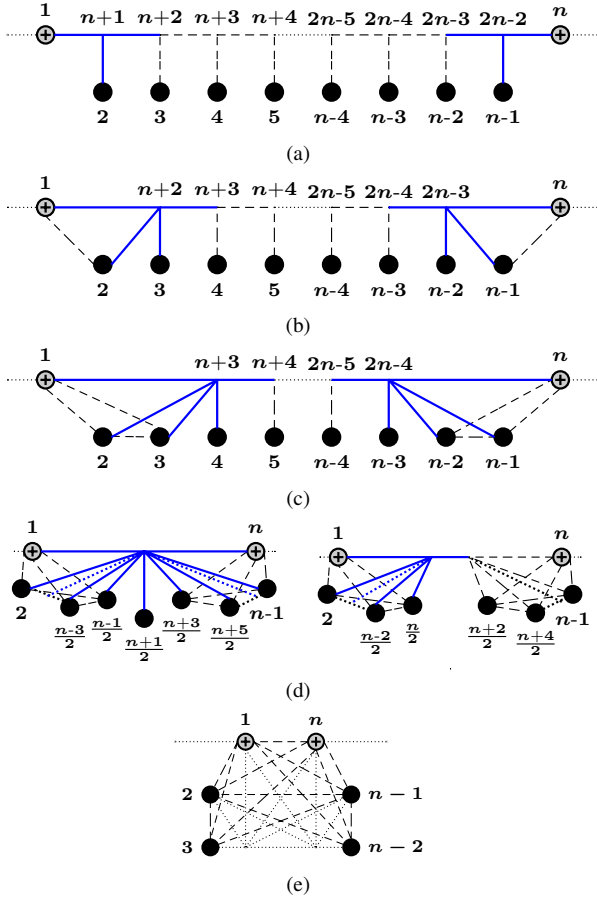 1 n+1 n+2 n+3 n+4 2n-5 2n-4 2n-3 2n-2 n
2 3 4 5 n-4 n-3 n-2 n-1
(a)
1 n+2 n+3 n+4 2n-5 2n-4 2n-3 n
2 3 4 5 n-4 n-3 n-2 n-1
(b)
1 n+3 n+4 2n-5 2n-4 n
2 3 4 5 n-4 n-3 n-2 n-1
(c)
1 n 1 n
2 n-3/2 n-1/2 n+1/2 n+3/2 n+5/2 n-1 2 n-2/2 n/2 n+2/2 n+4/2 n-1
(d)
1 n
2 n − 1
3 n − 2
(e)